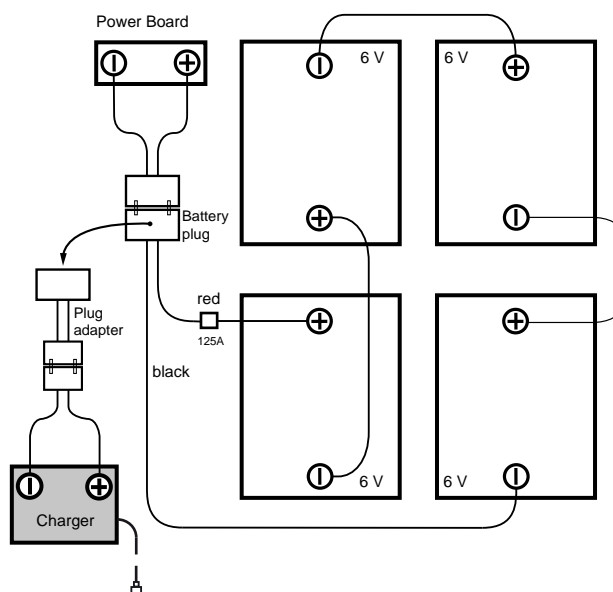 Power Board
6 V
6 V
Battery
plug
Plug
adapter
red
125A
black
6 V
6 V
Charger